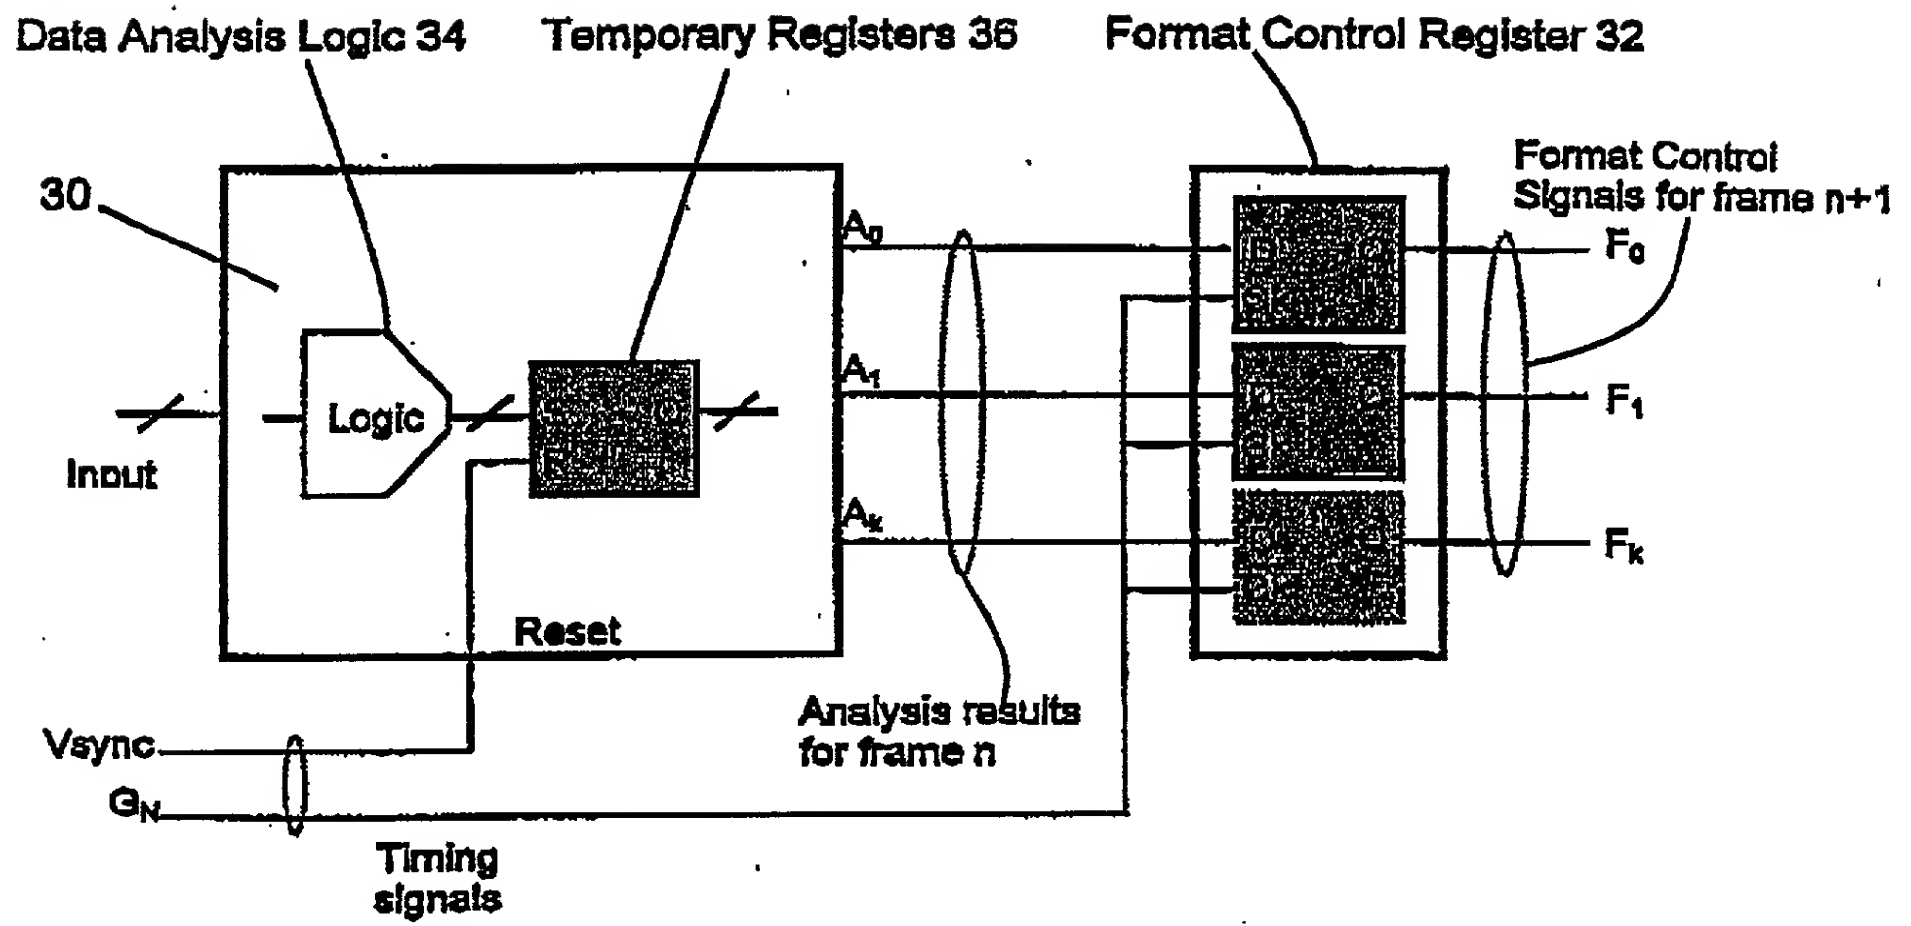 Data Analysis Logic 34
Temporary Registers 36
Format Control Register 32
Format Control
Signals for frame n+1
30
A0
F0
A1
F1
Logic
Input
Ak
Fk
Reset
Analysis results
for frame n
Vsync
GN
Timing
signals